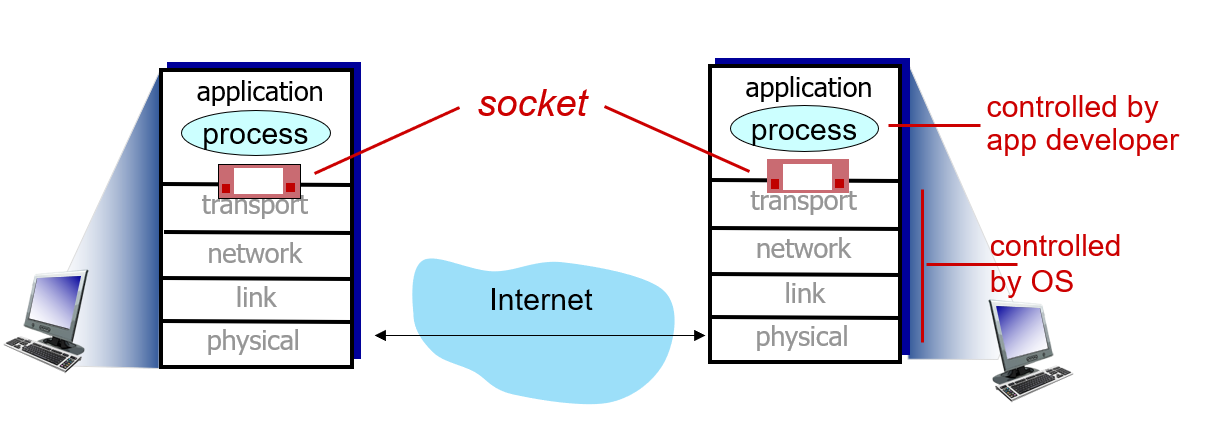 application
process
transport
network
link
physical
socket
Internet
application
process
transport
network
link
physical
controlled by
app developer
controlled
by OS